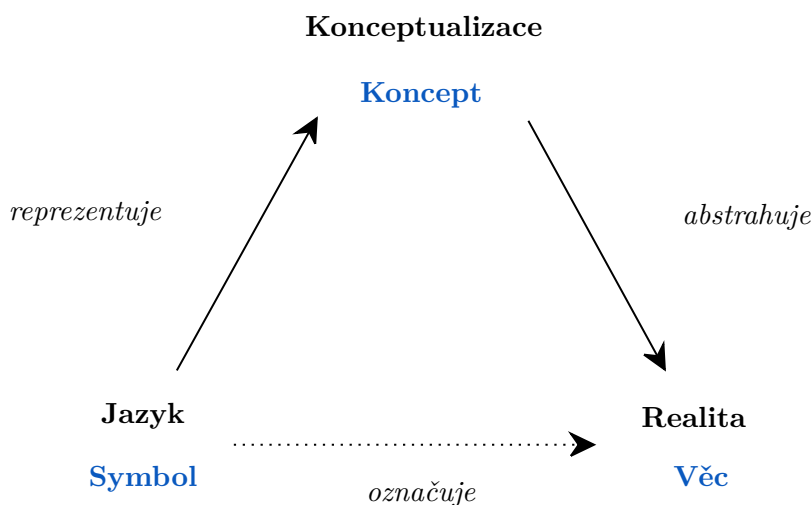 Konceptualizace
Koncept
reprezentuje
abstrahuje
Jazyk
Realita
Symbol
Věc
označuje